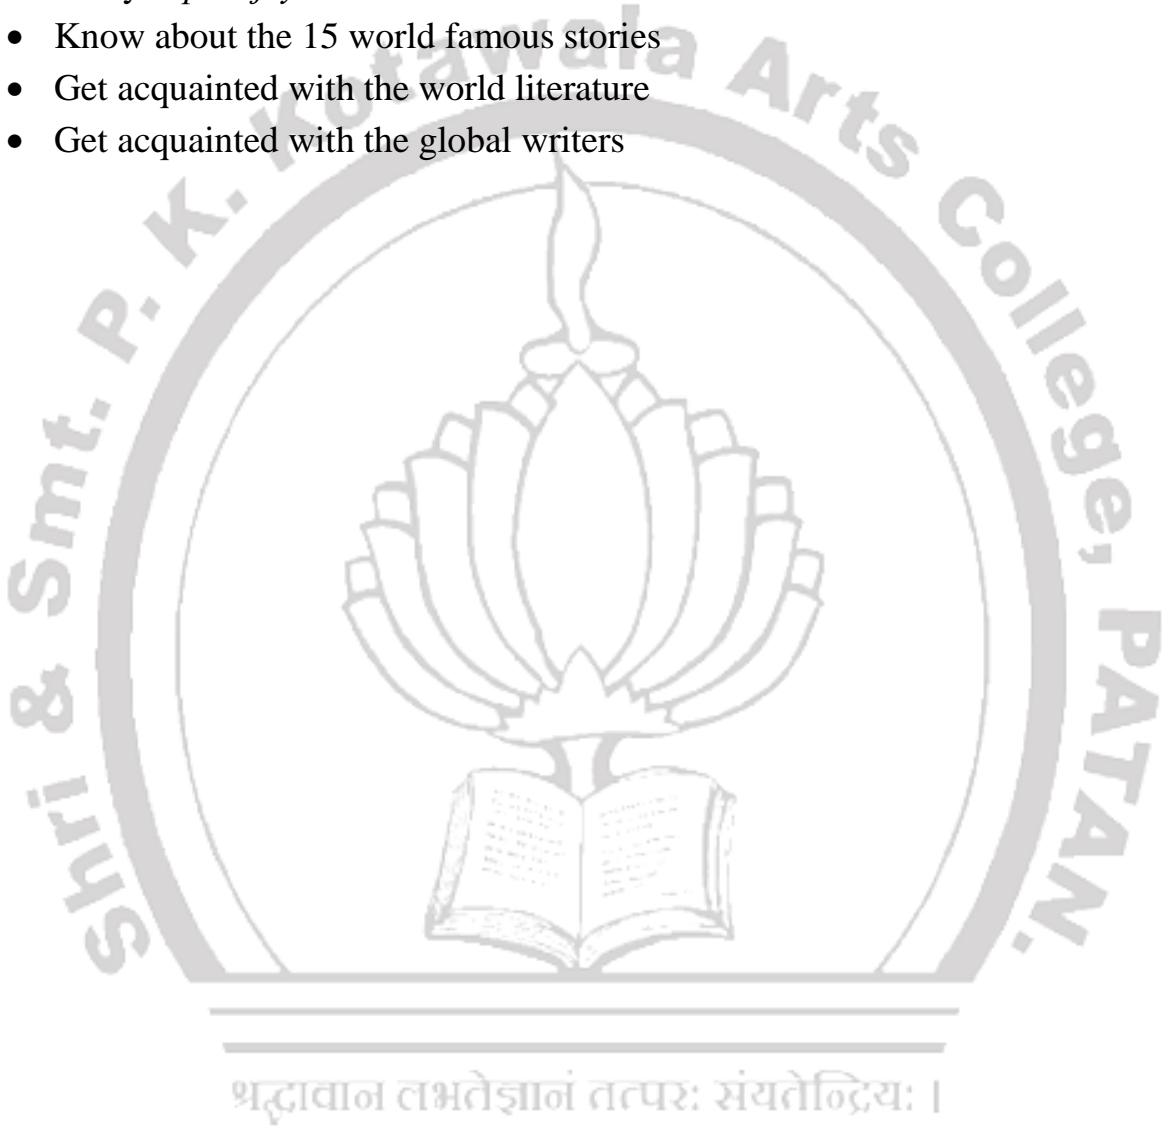 • Know about the 15 world famous stories
• Get acquainted with the world literature
• Get acquainted with the global writers
Shri & Smt. P. K. Kotawala Arts College, PATAN.
श्रद्धावान लभतेज्ञानं तत्परः संयतेन्द्रियः ।